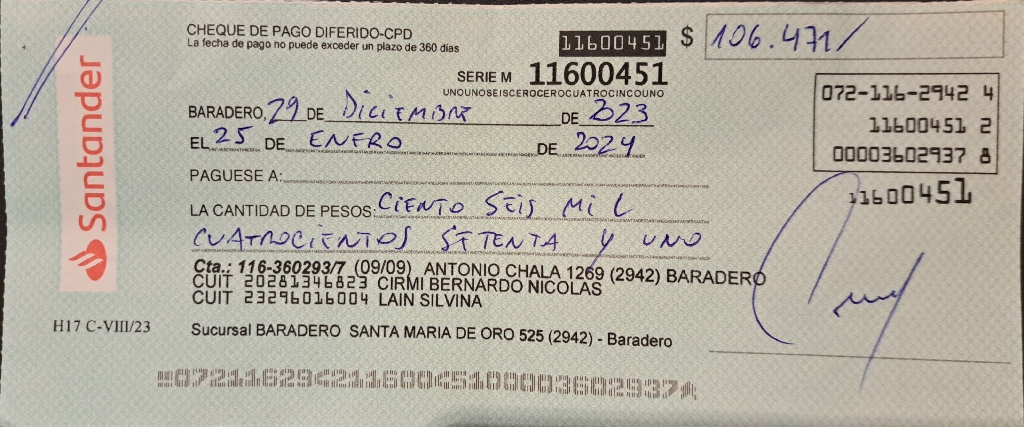 Santander
CHEQUE DE PAGO DIFERIDO-CPD
La fecha de pago no puede exceder un plazo de 360 días
11600451
$ 106.471/
SERIE M 11600451
UNOUNOSEISCEROCEROCUATROCINCOUNO
072-116-2942 4
11600451 2
00003602937 8
11600451
BARADERO, 29 DE Diciembre DE 2023
EL 25 DE ENERO DE 2024
PAGUESE A:
LA CANTIDAD DE PESOS: CIENTO SEIS MIL
CUATROCIENTOS SETENTA Y UNO
Cta.: 116-360293/7 (09/09) ANTONIO CHALA 1269 (2942) BARADERO
CUIT 20281346823 CIRMI BERNARDO NICOLAS
CUIT 23296016004 LAIN SILVINA
H17 C-VIII/23
Sucursal BARADERO SANTA MARIA DE ORO 525 (2942) - Baradero
07211629<21160045100003602937